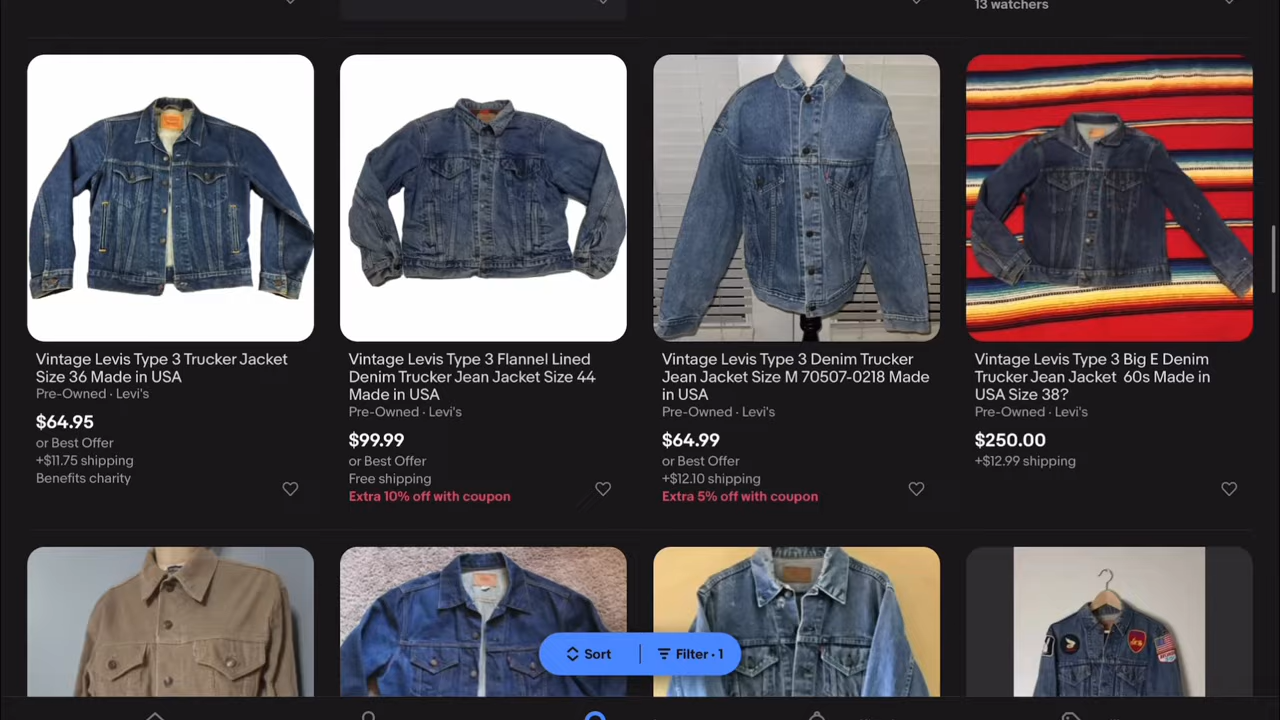 13 watchers
Vintage Levis Type 3 Trucker Jacket
Size 36 Made in USA
Pre-Owned · Levi's
$64.95
or Best Offer
+$11.75 shipping
Benefits charity
Vintage Levis Type 3 Flannel Lined
Denim Trucker Jean Jacket Size 44
Made in USA
Pre-Owned · Levi's
$99.99
or Best Offer
Free shipping
Extra 10% off with coupon
Vintage Levis Type 3 Denim Trucker
Jean Jacket Size M 70507-0218 Made
in USA
Pre-Owned · Levi's
$64.99
or Best Offer
+$12.10 shipping
Extra 5% off with coupon
Vintage Levis Type 3 Big E Denim
Trucker Jean Jacket 60s Made in
USA Size 38?
Pre-Owned · Levi's
$250.00
+$12.99 shipping
Sort
Filter · 1